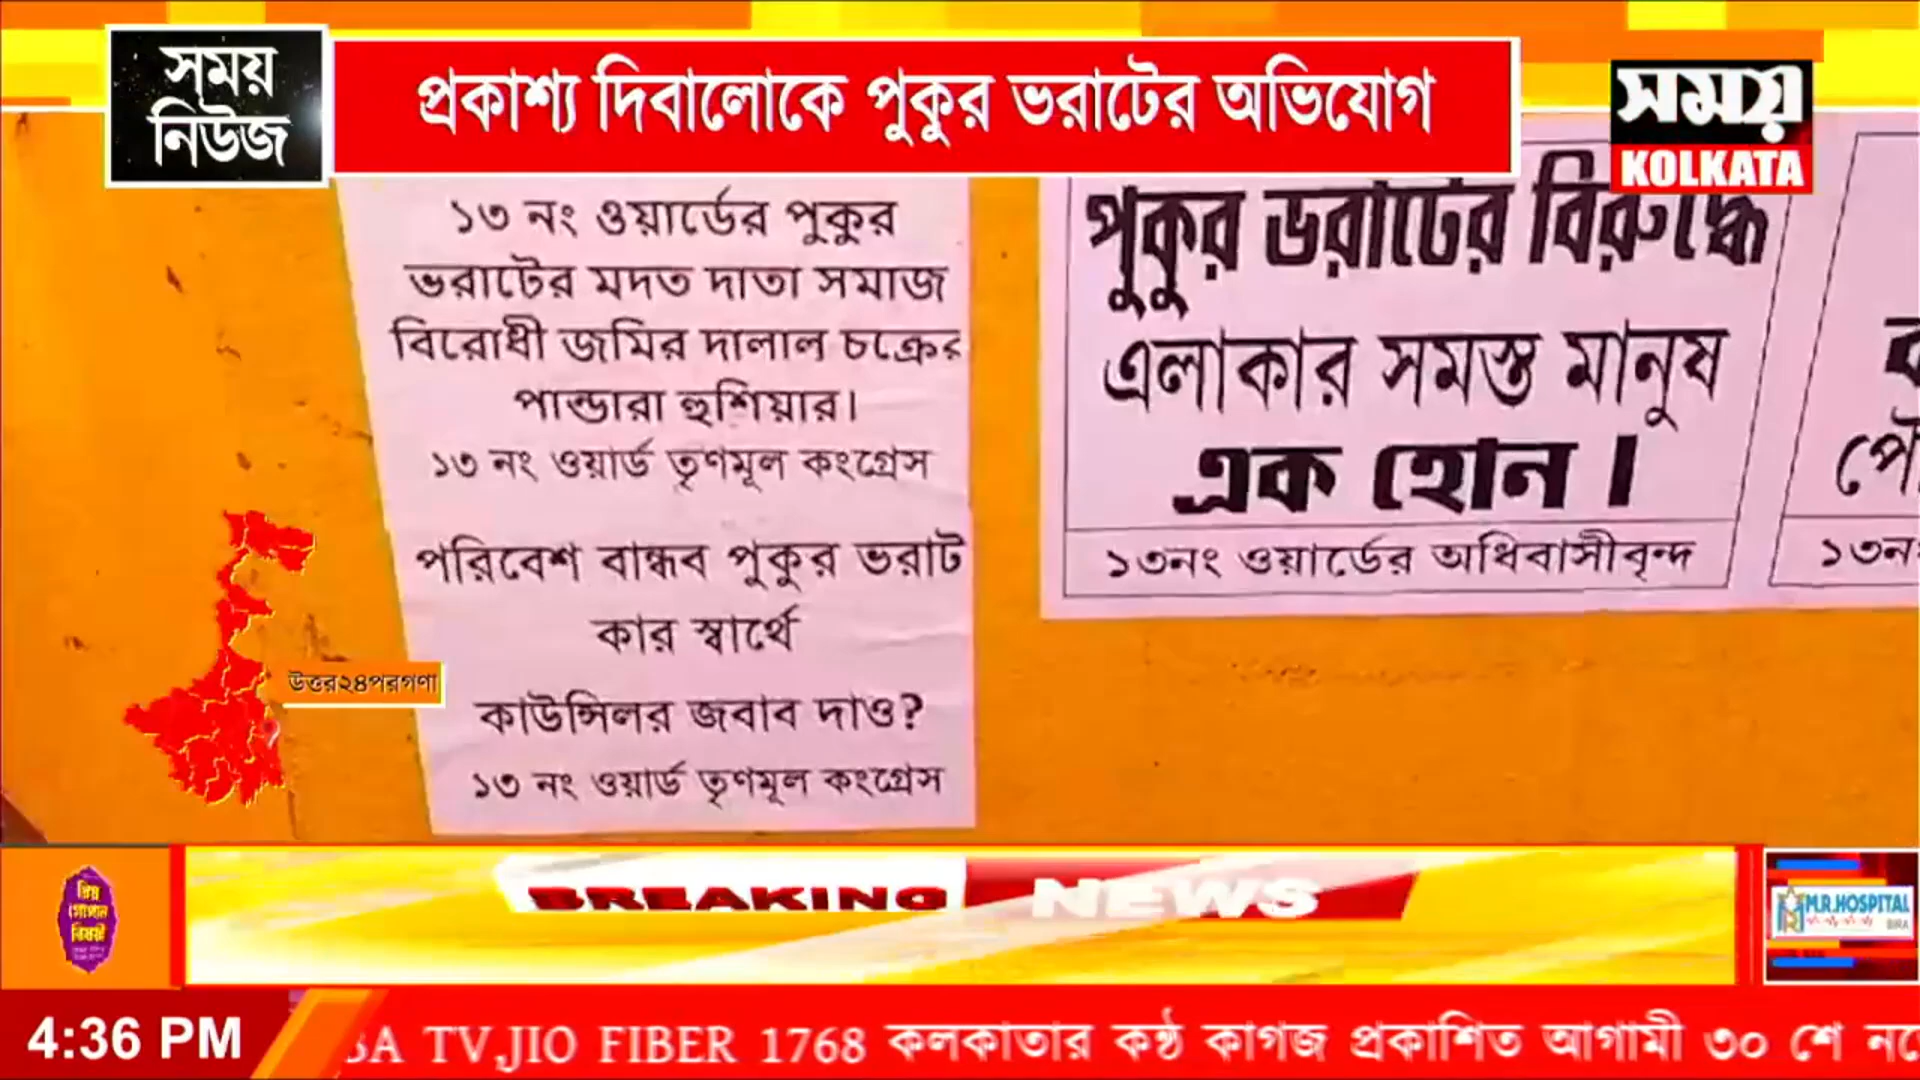 সময়
নিউজ
প্রকাশ্য দিবালোকে পুকুর ভরাটের অভিযোগ
সময়
KOLKATA
১৩ নং ওয়ার্ডের পুকুর
ভরাটের মদত দাতা সমাজ
বিরোধী জমির দালাল চক্রের
পান্ডারা হুশিয়ার।
১৩ নং ওয়ার্ড তৃণমূল কংগ্রেস
পরিবেশ বান্ধব পুকুর ভরাট
কার স্বার্থে
কাউন্সিলর জবাব দাও?
১৩ নং ওয়ার্ড তৃণমূল কংগ্রেস
পুকুর ভরাটের বিরুদ্ধে
এলাকার সমস্ত মানুষ
এক হোন।
১৩নং ওয়ার্ডের অধিবাসীবৃন্দ
১৩নং
উত্তর২৪পরগণা
BREAKING NEWS
M.R.HOSPITAL
BIRA
4:36 PM
TV,JIO FIBER 1768 কলকাতার কন্ঠ কাগজ প্রকাশিত আগামী ৩০ শে